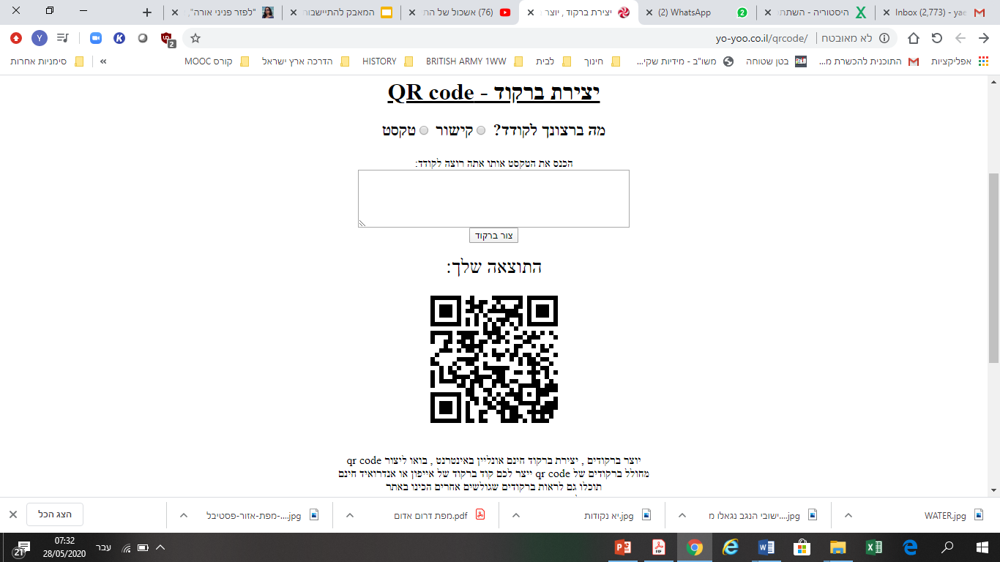 Inbox (2,773) - yae
היסטוריה - השתתו
(2) WhatsApp
יצירת ברקוד , יוצר
(76) אשכול של הת
המאבק להתיישבות
"לפזר פניני אורה",
לא מאובטח | yo-yoo.co.il/qrcode/
Y
2
אפליקציות
התוכנית להכשרת מ...
בטן שטוחה
משו"ב - מידיות שקי...
חינוך
לבית
BRITISH ARMY 1WW
HISTORY
הדרכה ארץ ישראל
קורס MOOC
סימניות אחרות
יצירת ברקוד - QR code
מה ברצונך לקודד? קישור טקסט
הכנס את הטקסט אותו אתה רוצה לקודד:
צור ברקוד
התוצאה שלך:
יוצר ברקודים , יצירת ברקוד חינם אונליין באינטרנט , בואו ליצור qr code
מחולל ברקודים של qr code ייצר לכם קוד ברקוד של אייפון או אנדרואיד חינם
תוכלו גם לראות ברקודים שגולשים אחרים הכינו באתר
WATER.jpg
ישובי הנגב נגאלו מ....jpg
יא נקודות.jpg
מפת דרום אדום.pdf
מפת-אזור-פסטיבל-....jpg
הצג הכל
עבר
07:32
28/05/2020
21